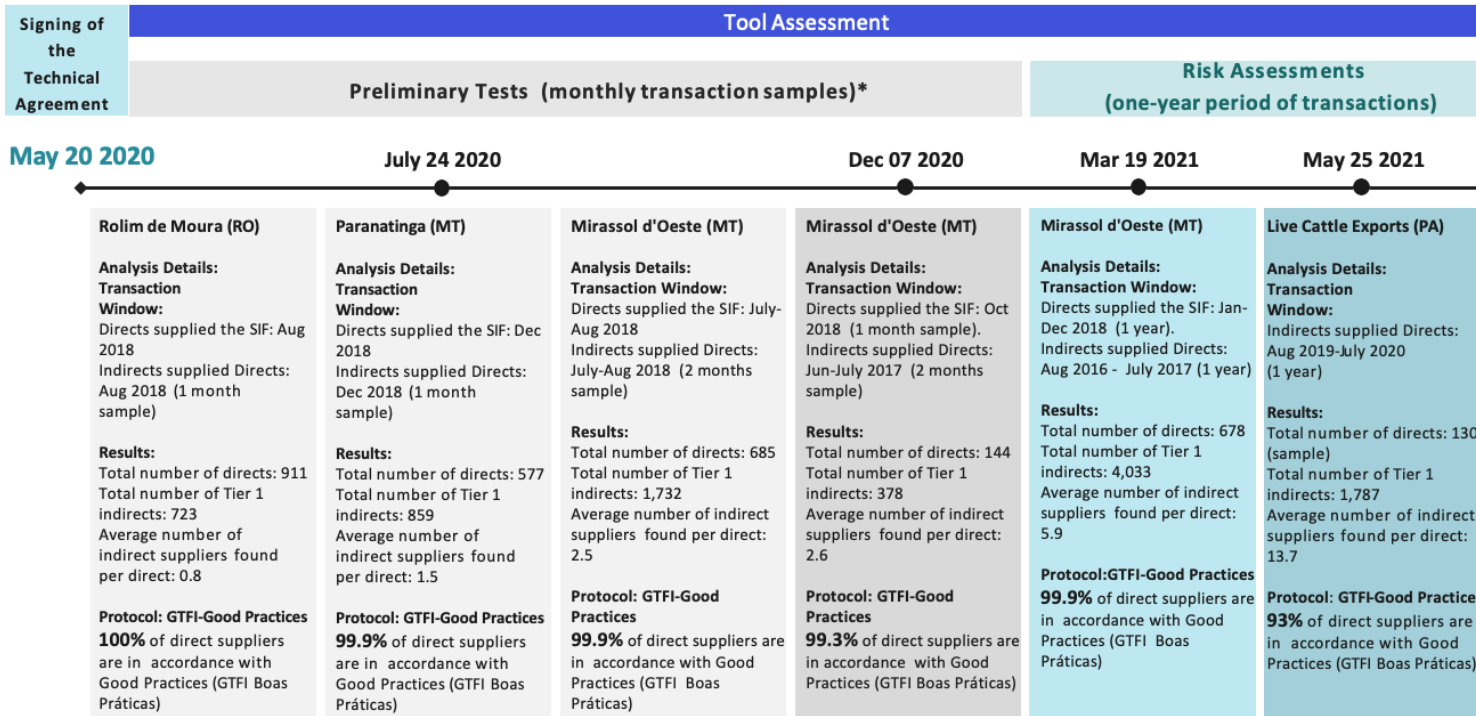 Signing of
the
Technical
Agreement
Tool Assessment
Preliminary Tests (monthly transaction samples)*
Risk Assessments
(one-year period of transactions)
May 20 2020
July 24 2020
Dec 07 2020
Mar 19 2021
May 25 2021
Rolim de Moura (RO)
Analysis Details:
Transaction
Window:
Directs supplied the SIF: Aug
2018
Indirects supplied Directs:
Aug 2018 (1 month
sample)
Results:
Total number of directs: 911
Total number of Tier 1
indirects: 723
Average number of
indirect suppliers found
per direct: 0.8
Protocol: GTFI-Good Practices
100% of direct suppliers
are in accordance with
Good Practices (GTFI Boas
Práticas)
Paranatinga (MT)
Analysis Details:
Transaction
Window:
Directs supplied the SIF: Dec
2018
Indirects supplied Directs:
Dec 2018 (1 month
sample)
Results:
Total number of directs: 577
Total number of Tier 1
indirects: 859
Average number of
indirect suppliers found
per direct: 1.5
Protocol: GTFI-Good Practices
99.9% of direct suppliers
are in accordance with
Good Practices (GTFI Boas
Práticas)
Mirassol d'Oeste (MT)
Analysis Details:
Transaction Window:
Directs supplied the SIF: July-
Aug 2018
Indirects supplied Directs:
July-Aug 2018 (2 months
sample)
Results:
Total number of directs: 685
Total number of Tier 1
indirects: 1,732
Average number of indirect
suppliers found per direct:
2.5
Protocol: GTFI-Good
Practices
99.9% of direct suppliers are
in accordance with Good
Practices (GTFI Boas
Práticas)
Mirassol d'Oeste (MT)
Analysis Details:
Transaction Window:
Directs supplied the SIF: Oct
2018 (1 month sample).
Indirects supplied Directs:
Jun-July 2017 (2 months
sample)
Results:
Total number of directs: 144
Total number of Tier 1
indirects: 378
Average number of indirect
suppliers found per direct:
2.6
Protocol: GTFI-Good
Practices
99.3% of direct suppliers are
in accordance with Good
Practices (GTFI Boas Práticas)
Mirassol d'Oeste (MT)
Analysis Details:
Transaction Window:
Directs supplied the SIF: Jan-
Dec 2018 (1 year).
Indirects supplied Directs:
Aug 2016 - July 2017 (1 year)
Results:
Total number of directs: 678
Total number of Tier 1
indirects: 4,033
Average number of indirect
suppliers found per direct:
5.9
Protocol:GTFI-Good Practices
99.9% of direct suppliers are
in accordance with Good
Practices (GTFI Boas
Práticas)
Live Cattle Exports (PA)
Analysis Details:
Transaction
Window:
Indirects supplied Directs:
Aug 2019-July 2020
(1 year)
Results:
Total number of directs: 130
(sample)
Total number of Tier 1
indirects: 1,787
Average number of indirect
suppliers found per direct:
13.7
Protocol: GTFI-Good Practice
93% of direct suppliers are
in accordance with Good
Practices (GTFI Boas Práticas)